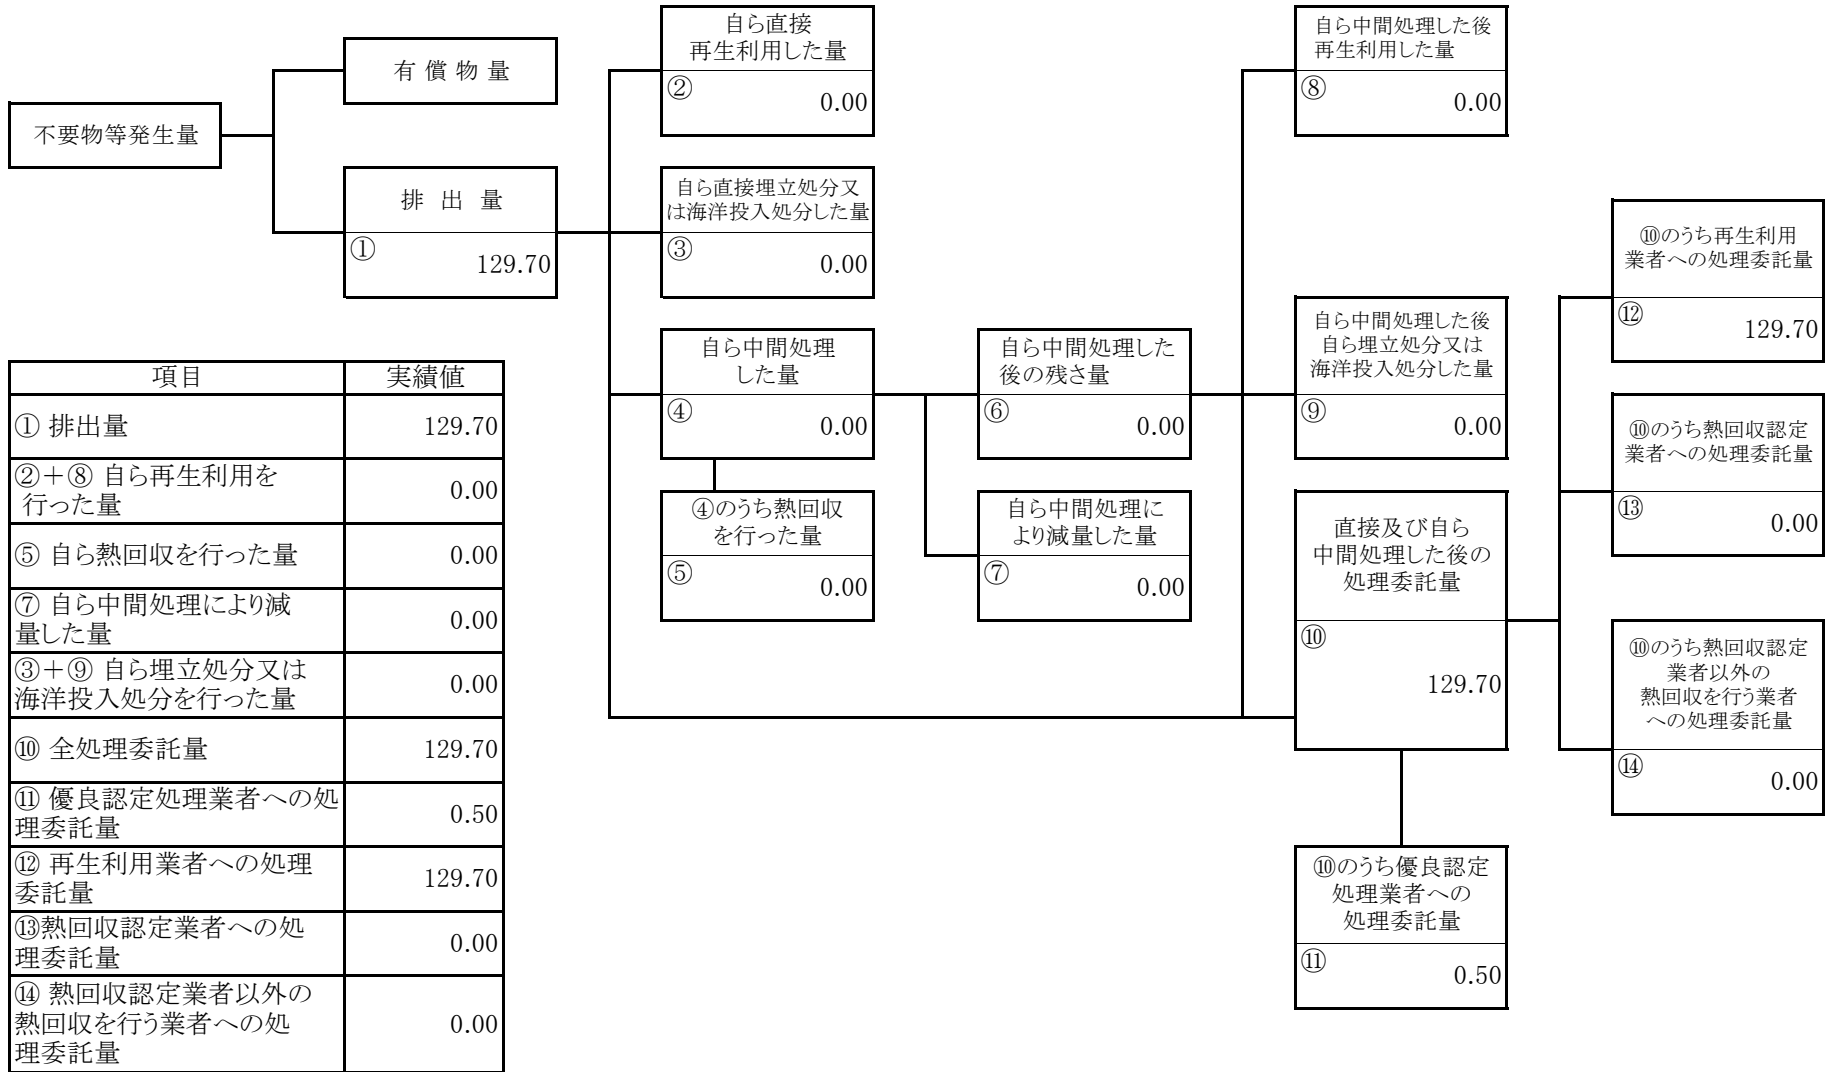 不要物等発生量
有 償 物 量
排 出 量
①
129.70
自ら直接
再生利用した量
②
0.00
自ら直接埋立処分又
は海洋投入処分した量
③
0.00
自ら中間処理
した量
④
0.00
④のうち熱回収
を行った量
⑤
0.00
自ら中間処理した
後の残さ量
⑥
0.00
自ら中間処理に
より減量した量
⑦
0.00
自ら中間処理した後
再生利用した量
⑧
0.00
自ら中間処理した後
自ら埋立処分又は
海洋投入処分した量
⑨
0.00
直接及び自ら
中間処理した後の
処理委託量
⑩
129.70
⑩のうち優良認定
処理業者への
処理委託量
⑪
0.50
⑩のうち再生利用
業者への処理委託量
⑫
129.70
⑩のうち熱回収認定
業者への処理委託量
⑬
0.00
⑩のうち熱回収認定
業者以外の
熱回収を行う業者
への処理委託量
⑭
0.00
項目 実績値
① 排出量 129.70
②＋⑧ 自ら再生利用を
行った量
0.00
⑤ 自ら熱回収を行った量 0.00
⑦ 自ら中間処理により減
量した量
0.00
③＋⑨ 自ら埋立処分又は
海洋投入処分を行った量
0.00
⑩ 全処理委託量 129.70
⑪ 優良認定処理業者への処
理委託量
0.50
⑫ 再生利用業者への処理
委託量
129.70
⑬熱回収認定業者への処
理委託量
0.00
⑭ 熱回収認定業者以外の
熱回収を行う業者への処
理委託量
0.00